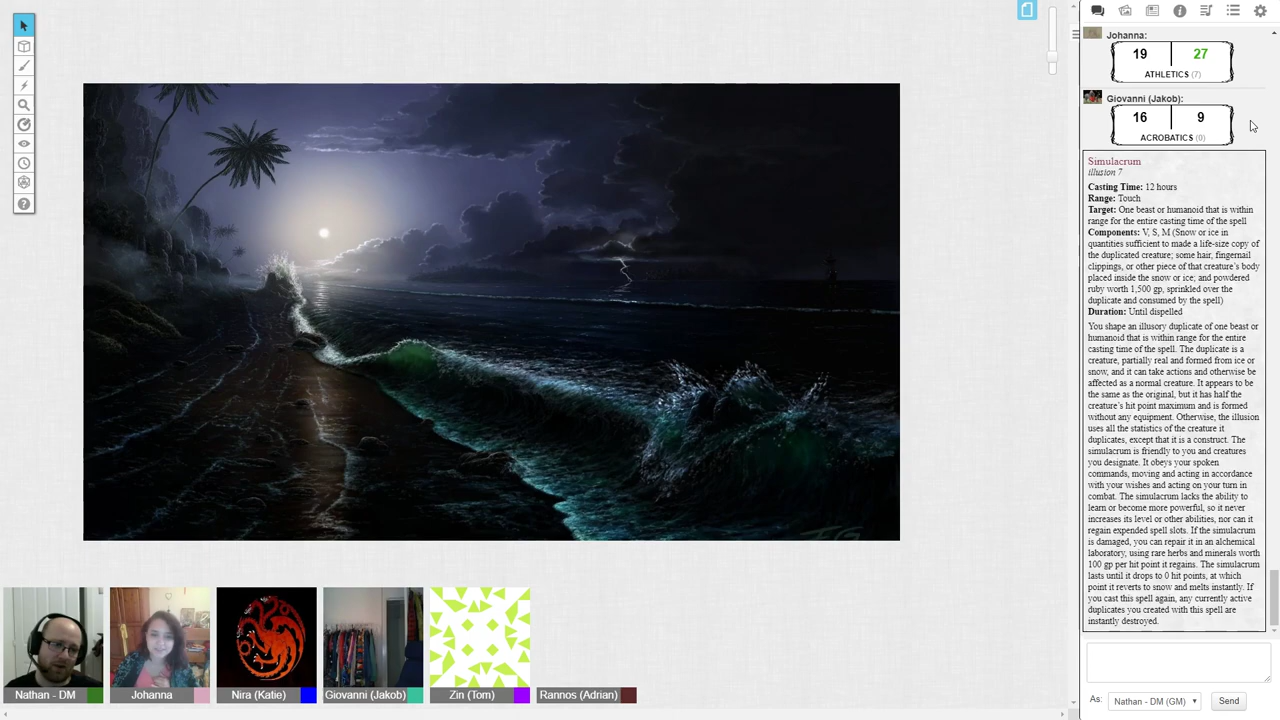 Johanna:
19 27
ATHLETICS (7)
Giovanni (Jakob):
16 9
ACROBATICS (0)
Simulacrum
illusion 7
Casting Time: 12 hours
Range: Touch
Target: One beast or humanoid that is within
range for the entire casting time of the spell
Components: V, S, M (Snow or ice in
quantities sufficient to made a life-size copy of
the duplicated creature; some hair, fingernail
clippings, or other piece of that creature's body
placed inside the snow or ice; and powdered
ruby worth 1,500 gp, sprinkled over the
duplicate and consumed by the spell)
Duration: Until dispelled
You shape an illusory duplicate of one beast or
humanoid that is within range for the entire
casting time of the spell. The duplicate is a
creature, partially real and formed from ice or
snow, and it can take actions and otherwise be
affected as a normal creature. It appears to be
the same as the original, but it has half the
creature's hit point maximum and is formed
without any equipment. Otherwise, the illusion
uses all the statistics of the creature it
duplicates, except that it is a construct. The
simulacrum is friendly to you and creatures
you designate. It obeys your spoken
commands, moving and acting in accordance
with your wishes and acting on your turn in
combat. The simulacrum lacks the ability to
learn or become more powerful, so it never
increases its level or other abilities, nor can it
regain expended spell slots. If the simulacrum
is damaged, you can repair it in an alchemical
laboratory, using rare herbs and minerals worth
100 gp per hit point it regains. The simulacrum
lasts until it drops to 0 hit points, at which
point it reverts to snow and melts instantly. If
you cast this spell again, any currently active
duplicates you created with this spell are
instantly destroyed.
Nathan - DM
Johanna
Nira (Katie)
Giovanni (Jakob)
Zin (Tom)
Rannos (Adrian)
As: Nathan - DM (GM) Send